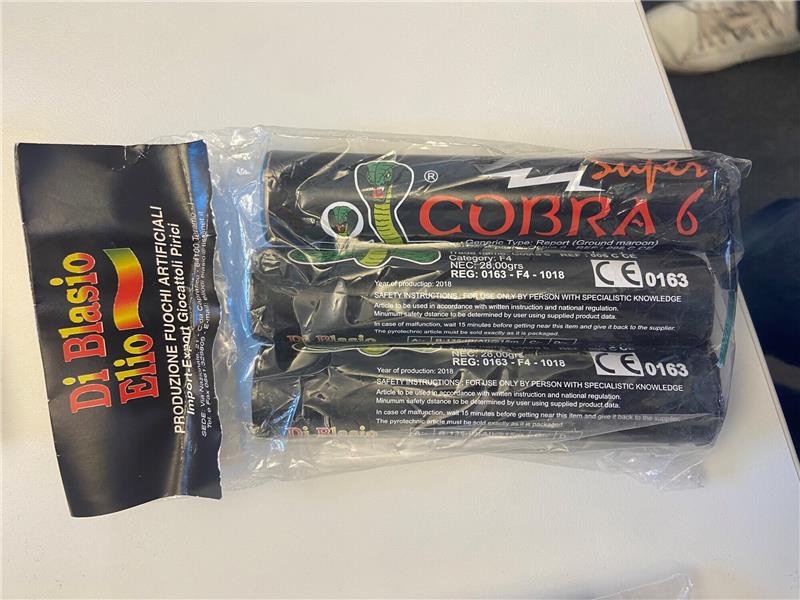 Di Blasio
Elio
PRODUZIONE FUOCHI ARTIFICIALI
Import-Export Giocattoli Pirici
Super
COBRA 6
®
Generic Type: Report (Ground maroon)
Category: F4
NEC: 28,00grs
REG: 0163 - F4 - 1018
CE 0163
Year of production: 2018
SAFETY INSTRUCTIONS : FOR USE ONLY BY PERSON WITH SPECIALISTIC KNOWLEDGE
Article to be used in accordance with written instruction and national regulation.
Minimum safety dstance to be determined by user using supplied product data.
In case of malfunction, wait 15 minutes before getting near this item and give it back to the supplier.
The pyrotechnic article must be sold exactly as it is packaged.
Di Blasio
NEC: 28,00grs
REG: 0163 - F4 - 1018
CE 0163
Year of production: 2018
SAFETY INSTRUCTIONS : FOR USE ONLY BY PERSON WITH SPECIALISTIC KNOWLEDGE
Article to be used in accordance with written instruction and national regulation.
Minimum safety dstance to be determined by user using supplied product data.
In case of malfunction, wait 15 minutes before getting near this item and give it back to the supplier.
The pyrotechnic article must be sold exactly as it is packaged.
Di Blasio